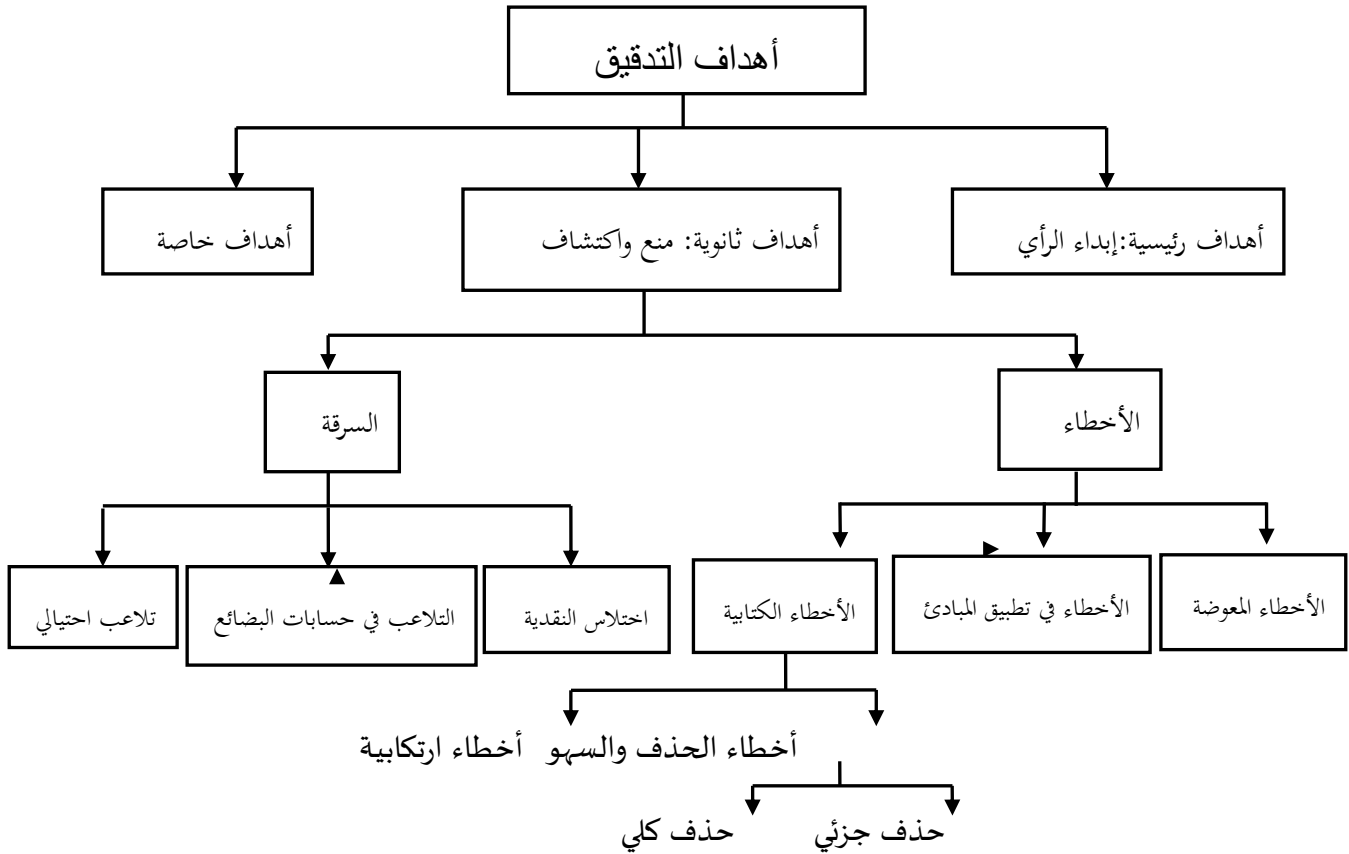 أهداف التدقيق
أهداف رئيسية:إبداء الرأي
أهداف ثانوية: منع واكتشاف
أهداف خاصة
الأخطاء
السرقة
الأخطاء المعوضة
الأخطاء في تطبيق المبادئ
الأخطاء الكتابية
اختلاس النقدية
التلاعب في حسابات البضائع
تلاعب احتيالي
أخطاء الحذف والسهو
أخطاء ارتكابية
حذف جزئي
حذف كلي